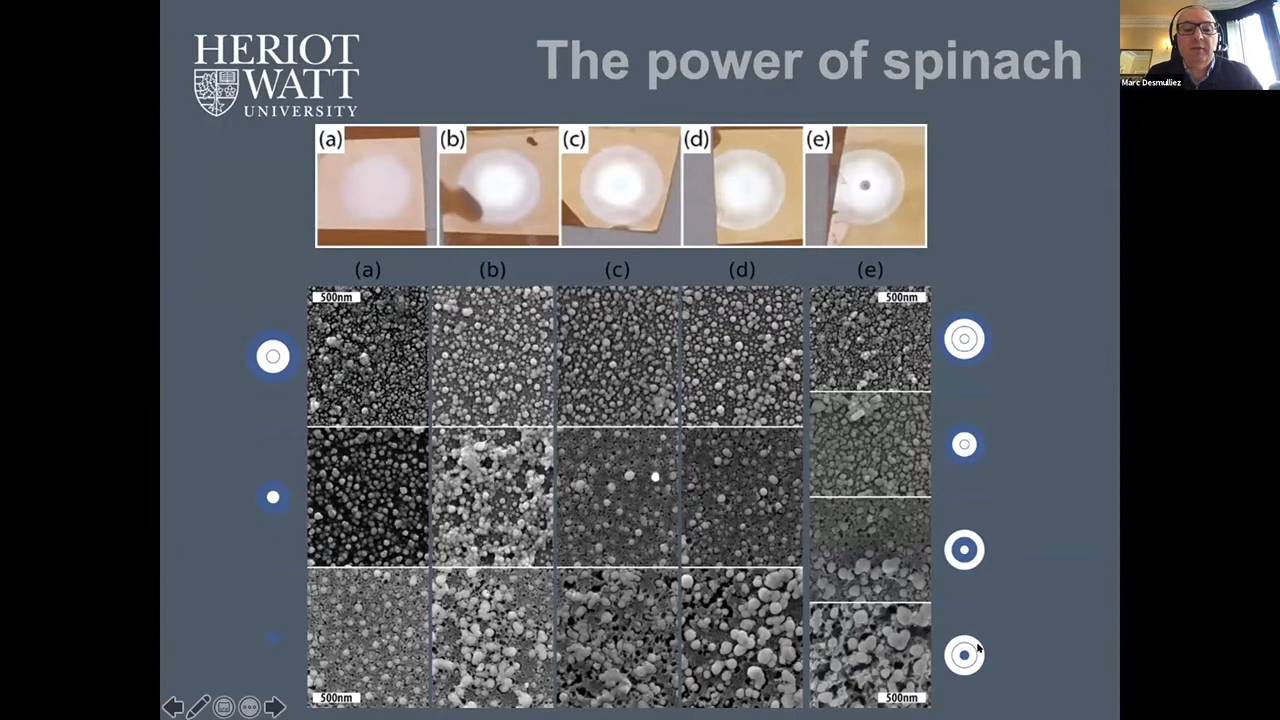 HERIOT
WATT
UNIVERSITY
The power of spinach
Marc Desmulliez
(a) (b) (c) (d) (e)
(a) (b) (c) (d) (e)
500nm 500nm
500nm 500nm